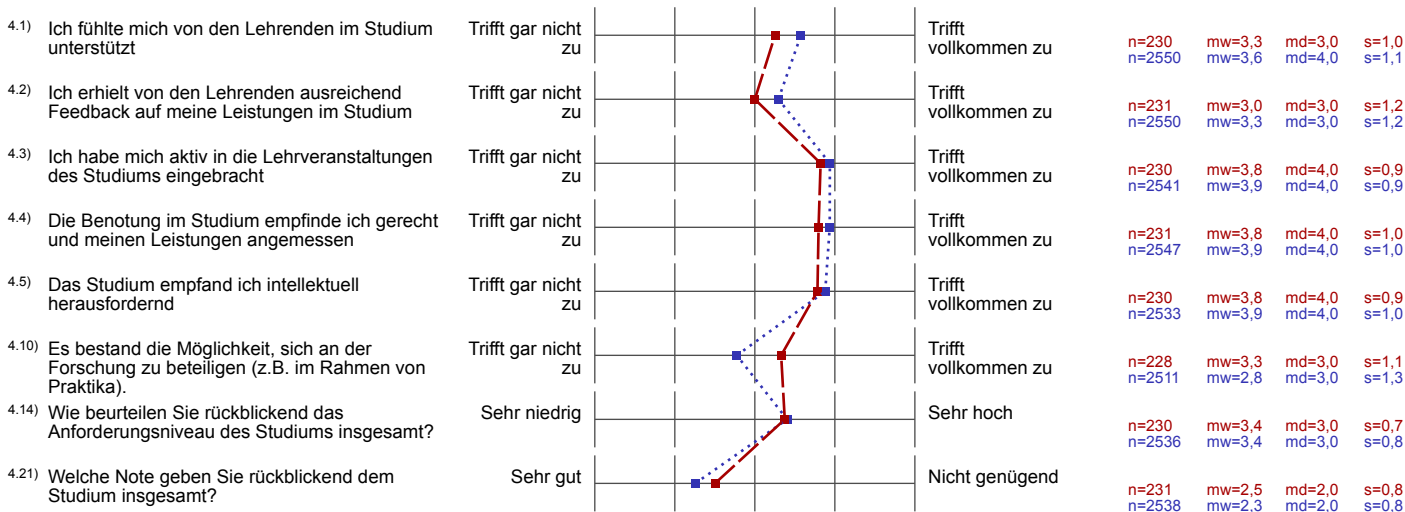 4.1) Ich fühlte mich von den Lehrenden im Studium
unterstützt
Trifft gar nicht
zu
Trifft
vollkommen zu
n=230 mw=3,3 md=3,0 s=1,0
n=2550 mw=3,6 md=4,0 s=1,1
4.2) Ich erhielt von den Lehrenden ausreichend
Feedback auf meine Leistungen im Studium
Trifft gar nicht
zu
Trifft
vollkommen zu
n=231 mw=3,0 md=3,0 s=1,2
n=2550 mw=3,3 md=3,0 s=1,2
4.3) Ich habe mich aktiv in die Lehrveranstaltungen
des Studiums eingebracht
Trifft gar nicht
zu
Trifft
vollkommen zu
n=230 mw=3,8 md=4,0 s=0,9
n=2541 mw=3,9 md=4,0 s=0,9
4.4) Die Benotung im Studium empfinde ich gerecht
und meinen Leistungen angemessen
Trifft gar nicht
zu
Trifft
vollkommen zu
n=231 mw=3,8 md=4,0 s=1,0
n=2547 mw=3,9 md=4,0 s=1,0
4.5) Das Studium empfand ich intellektuell
herausfordernd
Trifft gar nicht
zu
Trifft
vollkommen zu
n=230 mw=3,8 md=4,0 s=0,9
n=2533 mw=3,9 md=4,0 s=1,0
4.10) Es bestand die Möglichkeit, sich an der
Forschung zu beteiligen (z.B. im Rahmen von
Praktika).
Trifft gar nicht
zu
Trifft
vollkommen zu
n=228 mw=3,3 md=3,0 s=1,1
n=2511 mw=2,8 md=3,0 s=1,3
4.14) Wie beurteilen Sie rückblickend das
Anforderungsniveau des Studiums insgesamt?
Sehr niedrig
Sehr hoch
n=230 mw=3,4 md=3,0 s=0,7
n=2536 mw=3,4 md=3,0 s=0,8
4.21) Welche Note geben Sie rückblickend dem
Studium insgesamt?
Sehr gut
Nicht genügend
n=231 mw=2,5 md=2,0 s=0,8
n=2538 mw=2,3 md=2,0 s=0,8